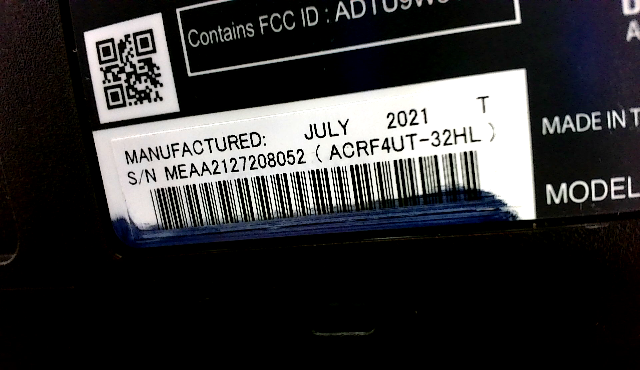 Contains FCC ID :
MANUFACTURED: JULY 2021 T
S/N MEAA2127208052 ( ACRF4UT-32HL )
MADE IN
MODEL